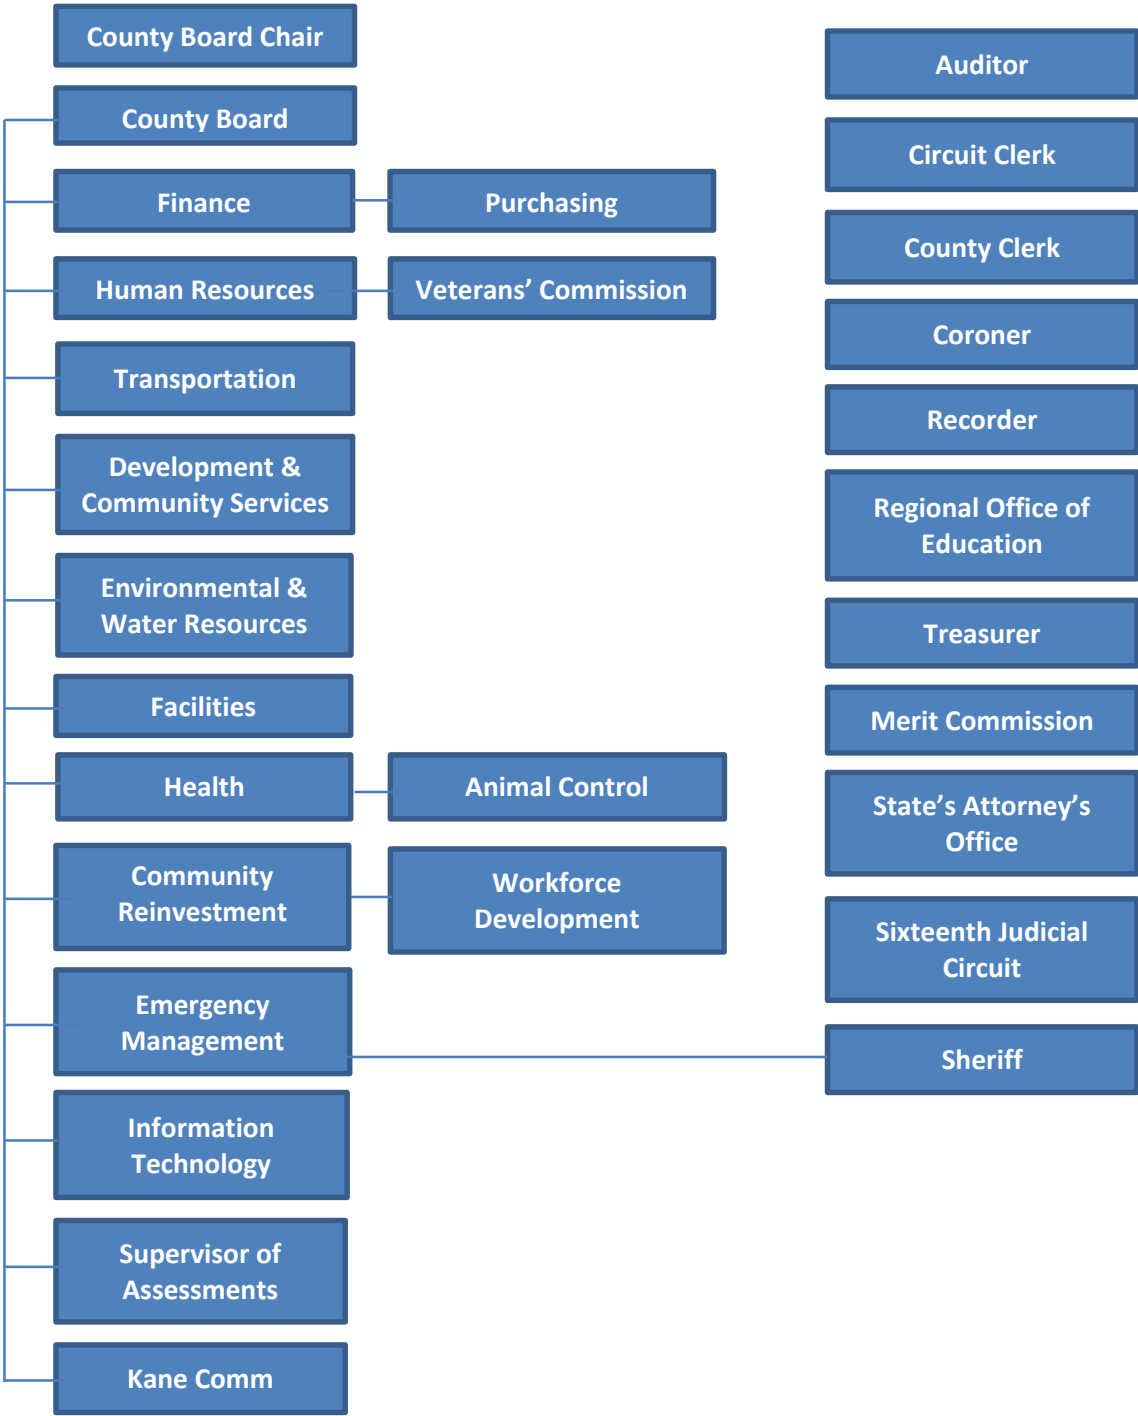 County Board Chair
County Board
Finance
Purchasing
Human Resources
Veterans’ Commission
Transportation
Development &
Community Services
Environmental &
Water Resources
Facilities
Health
Animal Control
Community
Reinvestment
Workforce
Development
Emergency
Management
Information
Technology
Supervisor of
Assessments
Kane Comm
Auditor
Circuit Clerk
County Clerk
Coroner
Recorder
Regional Office of
Education
Treasurer
Merit Commission
State’s Attorney’s
Office
Sixteenth Judicial
Circuit
Sheriff